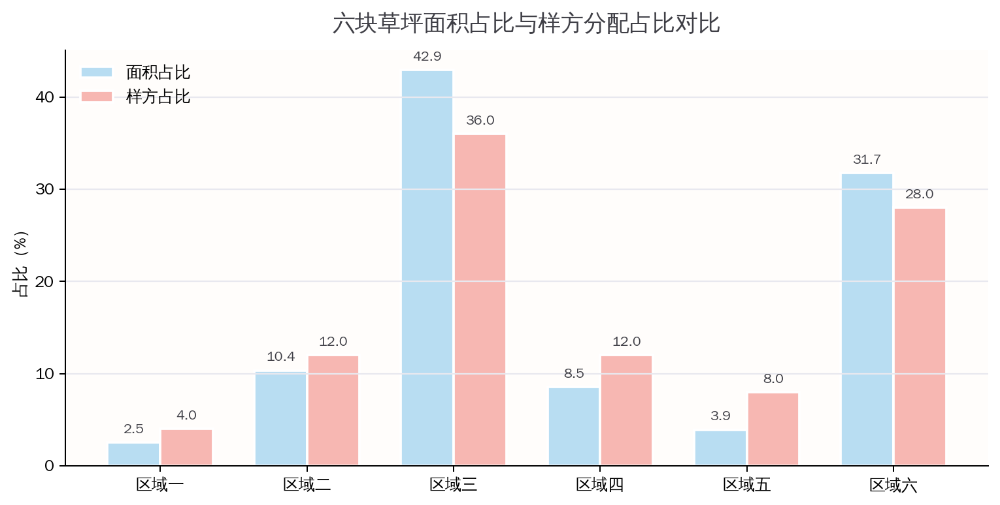 六块草坪面积占比与样方分配占比对比
面积占比
样方占比
占比（%）
40
30
20
10
0
2.5
4.0
10.4
12.0
42.9
36.0
8.5
12.0
3.9
8.0
31.7
28.0
区域一
区域二
区域三
区域四
区域五
区域六